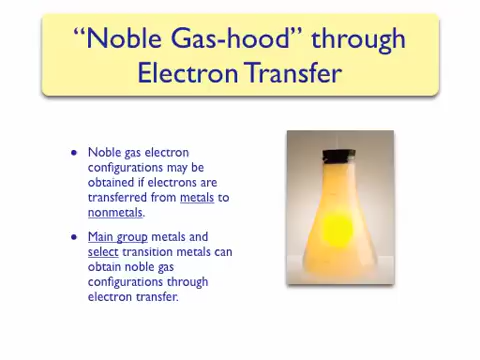 “Noble Gas-hood” through
Electron Transfer
• Noble gas electron
configurations may be
obtained if electrons are
transferred from metals to
nonmetals.
• Main group metals and
select transition metals can
obtain noble gas
configurations through
electron transfer.